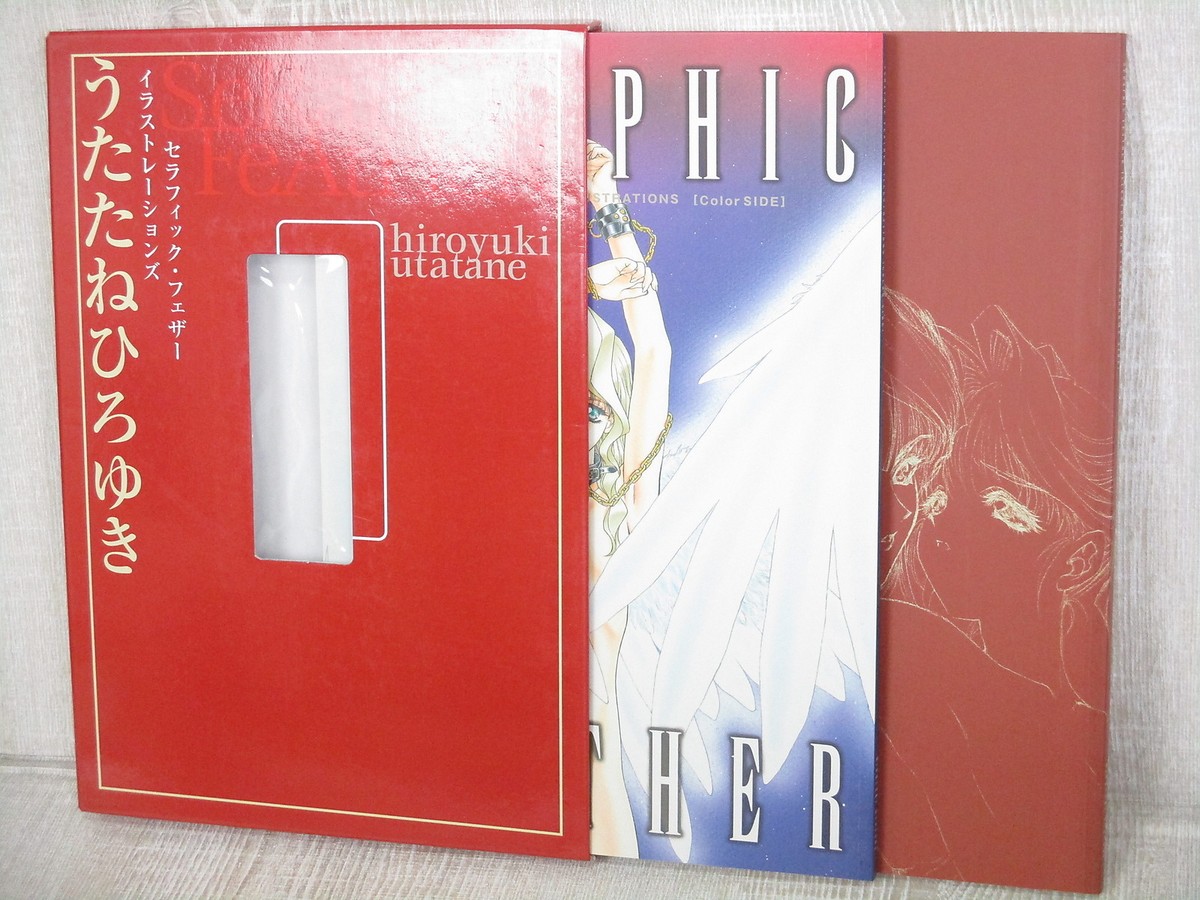 うたたねひろゆき
イラストレーションズ
セラフィック・フェザー
hiroyuki
utatane
PHIC
STRATIONS [Color SIDE]
HER